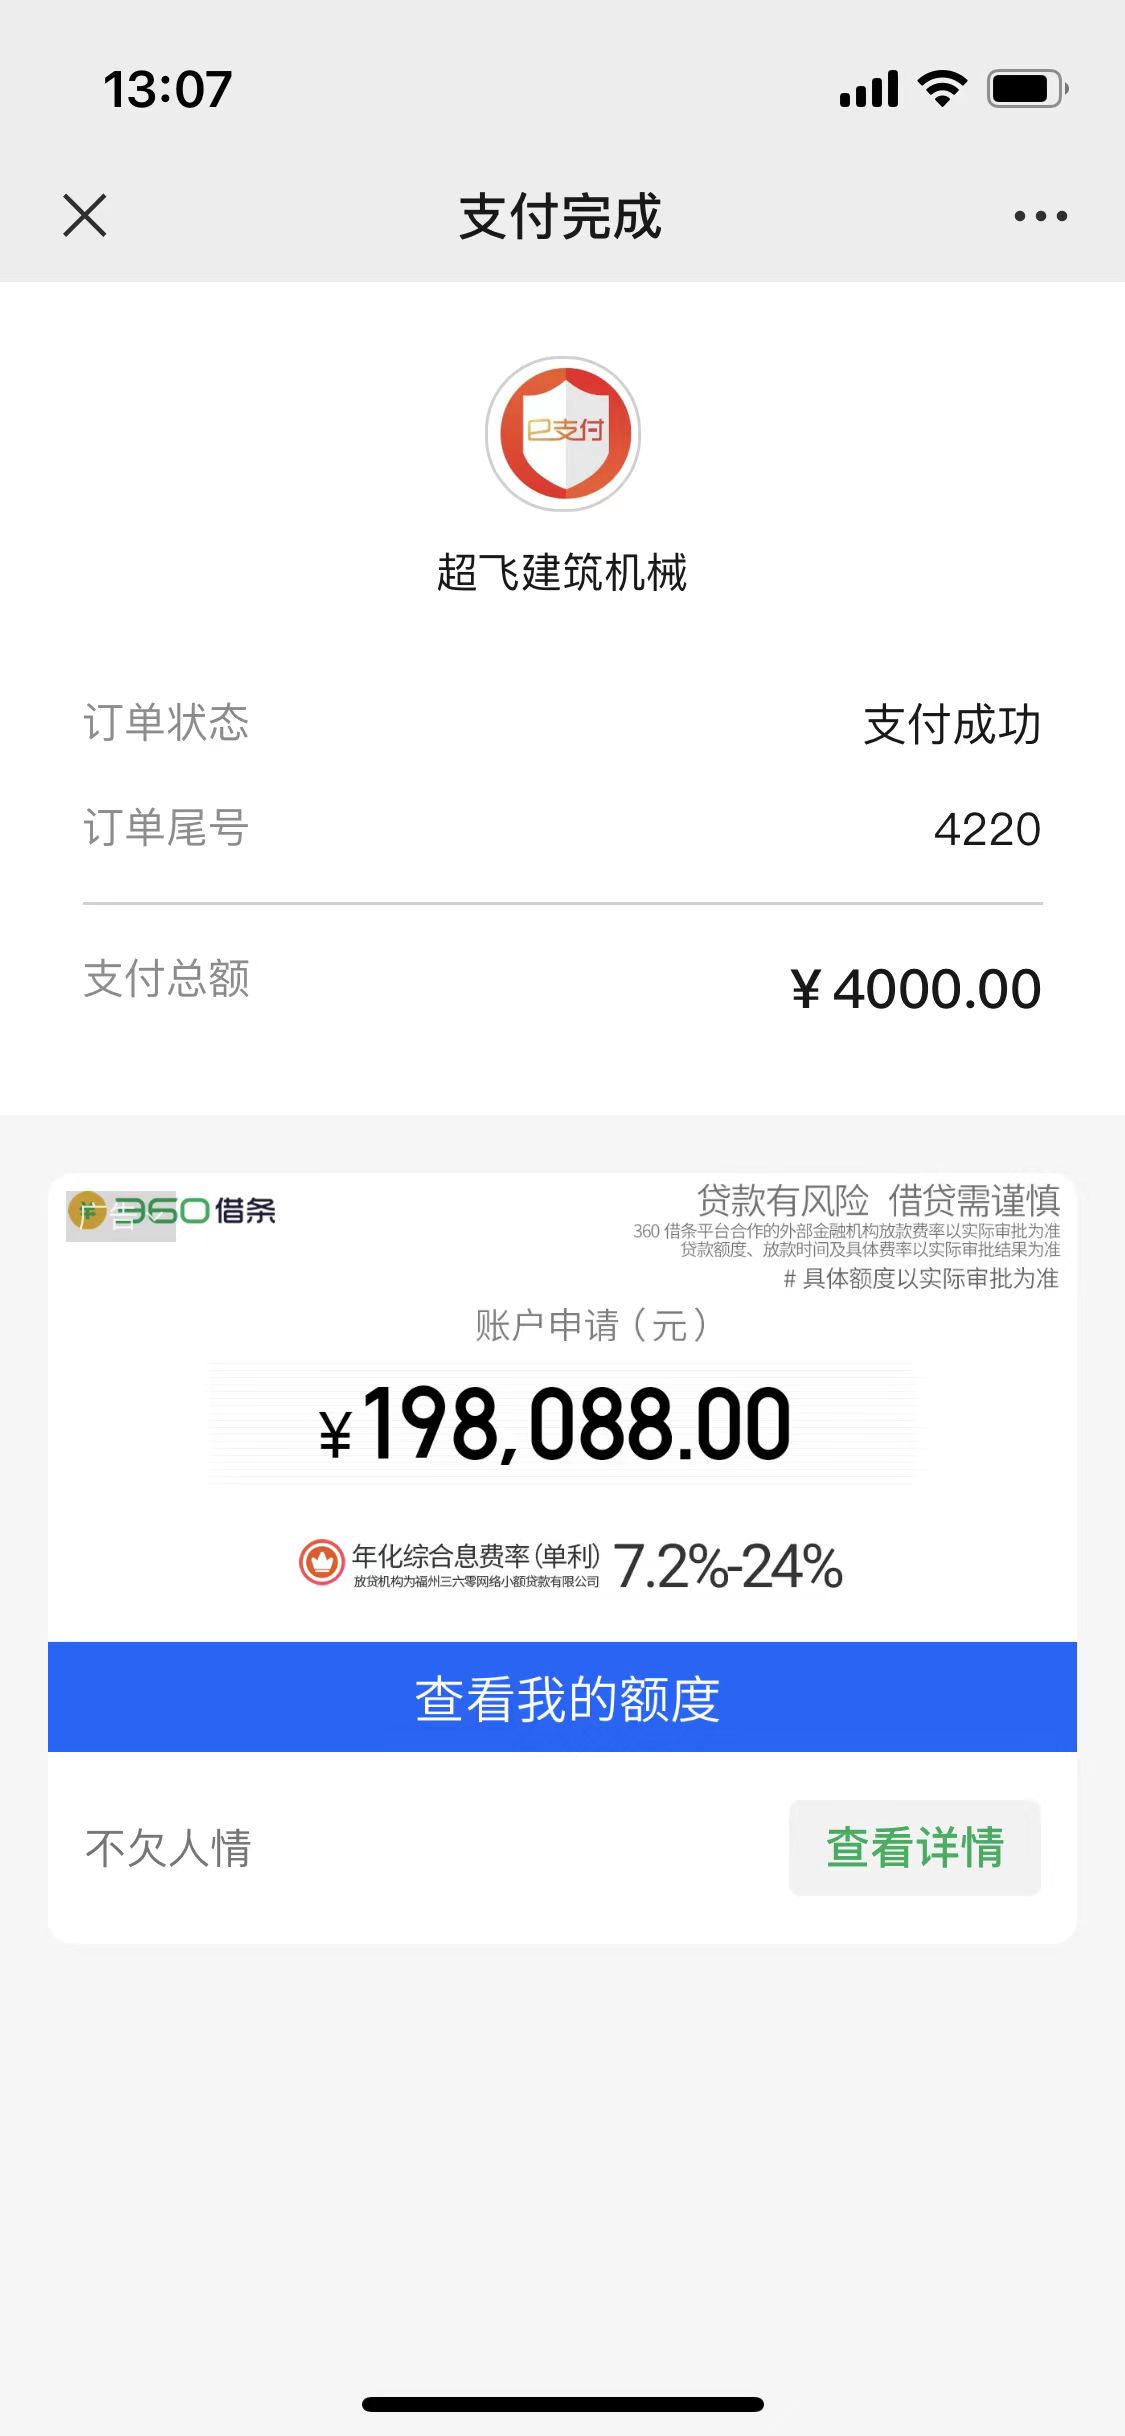 13:07
支付完成
已支付
超飞建筑机械
订单状态 支付成功
订单尾号 4220
支付总额 ¥4000.00
广告
360借条
贷款有风险 借贷需谨慎
360 借条平台合作的外部金融机构放款费率以实际审批为准
贷款额度、放款时间及具体费率以实际审批结果为准
# 具体额度以实际审批为准
账户申请（元）
¥198,088.00
年化综合息费率(单利) 7.2%-24%
放贷机构为福州三六零网络小额贷款有限公司
查看我的额度
不欠人情 查看详情